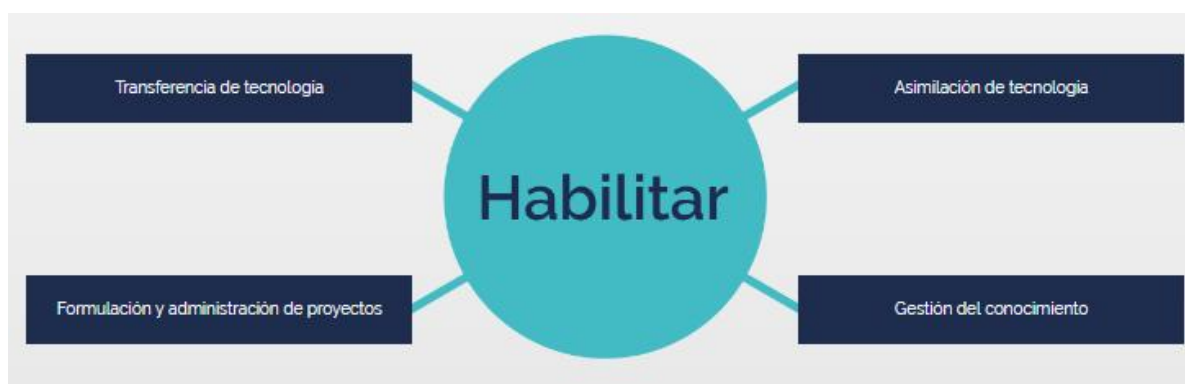 Transferencia de tecnología
Asimilación de tecnología
Habilitar
Formulación y administración de proyectos
Gestión del conocimiento